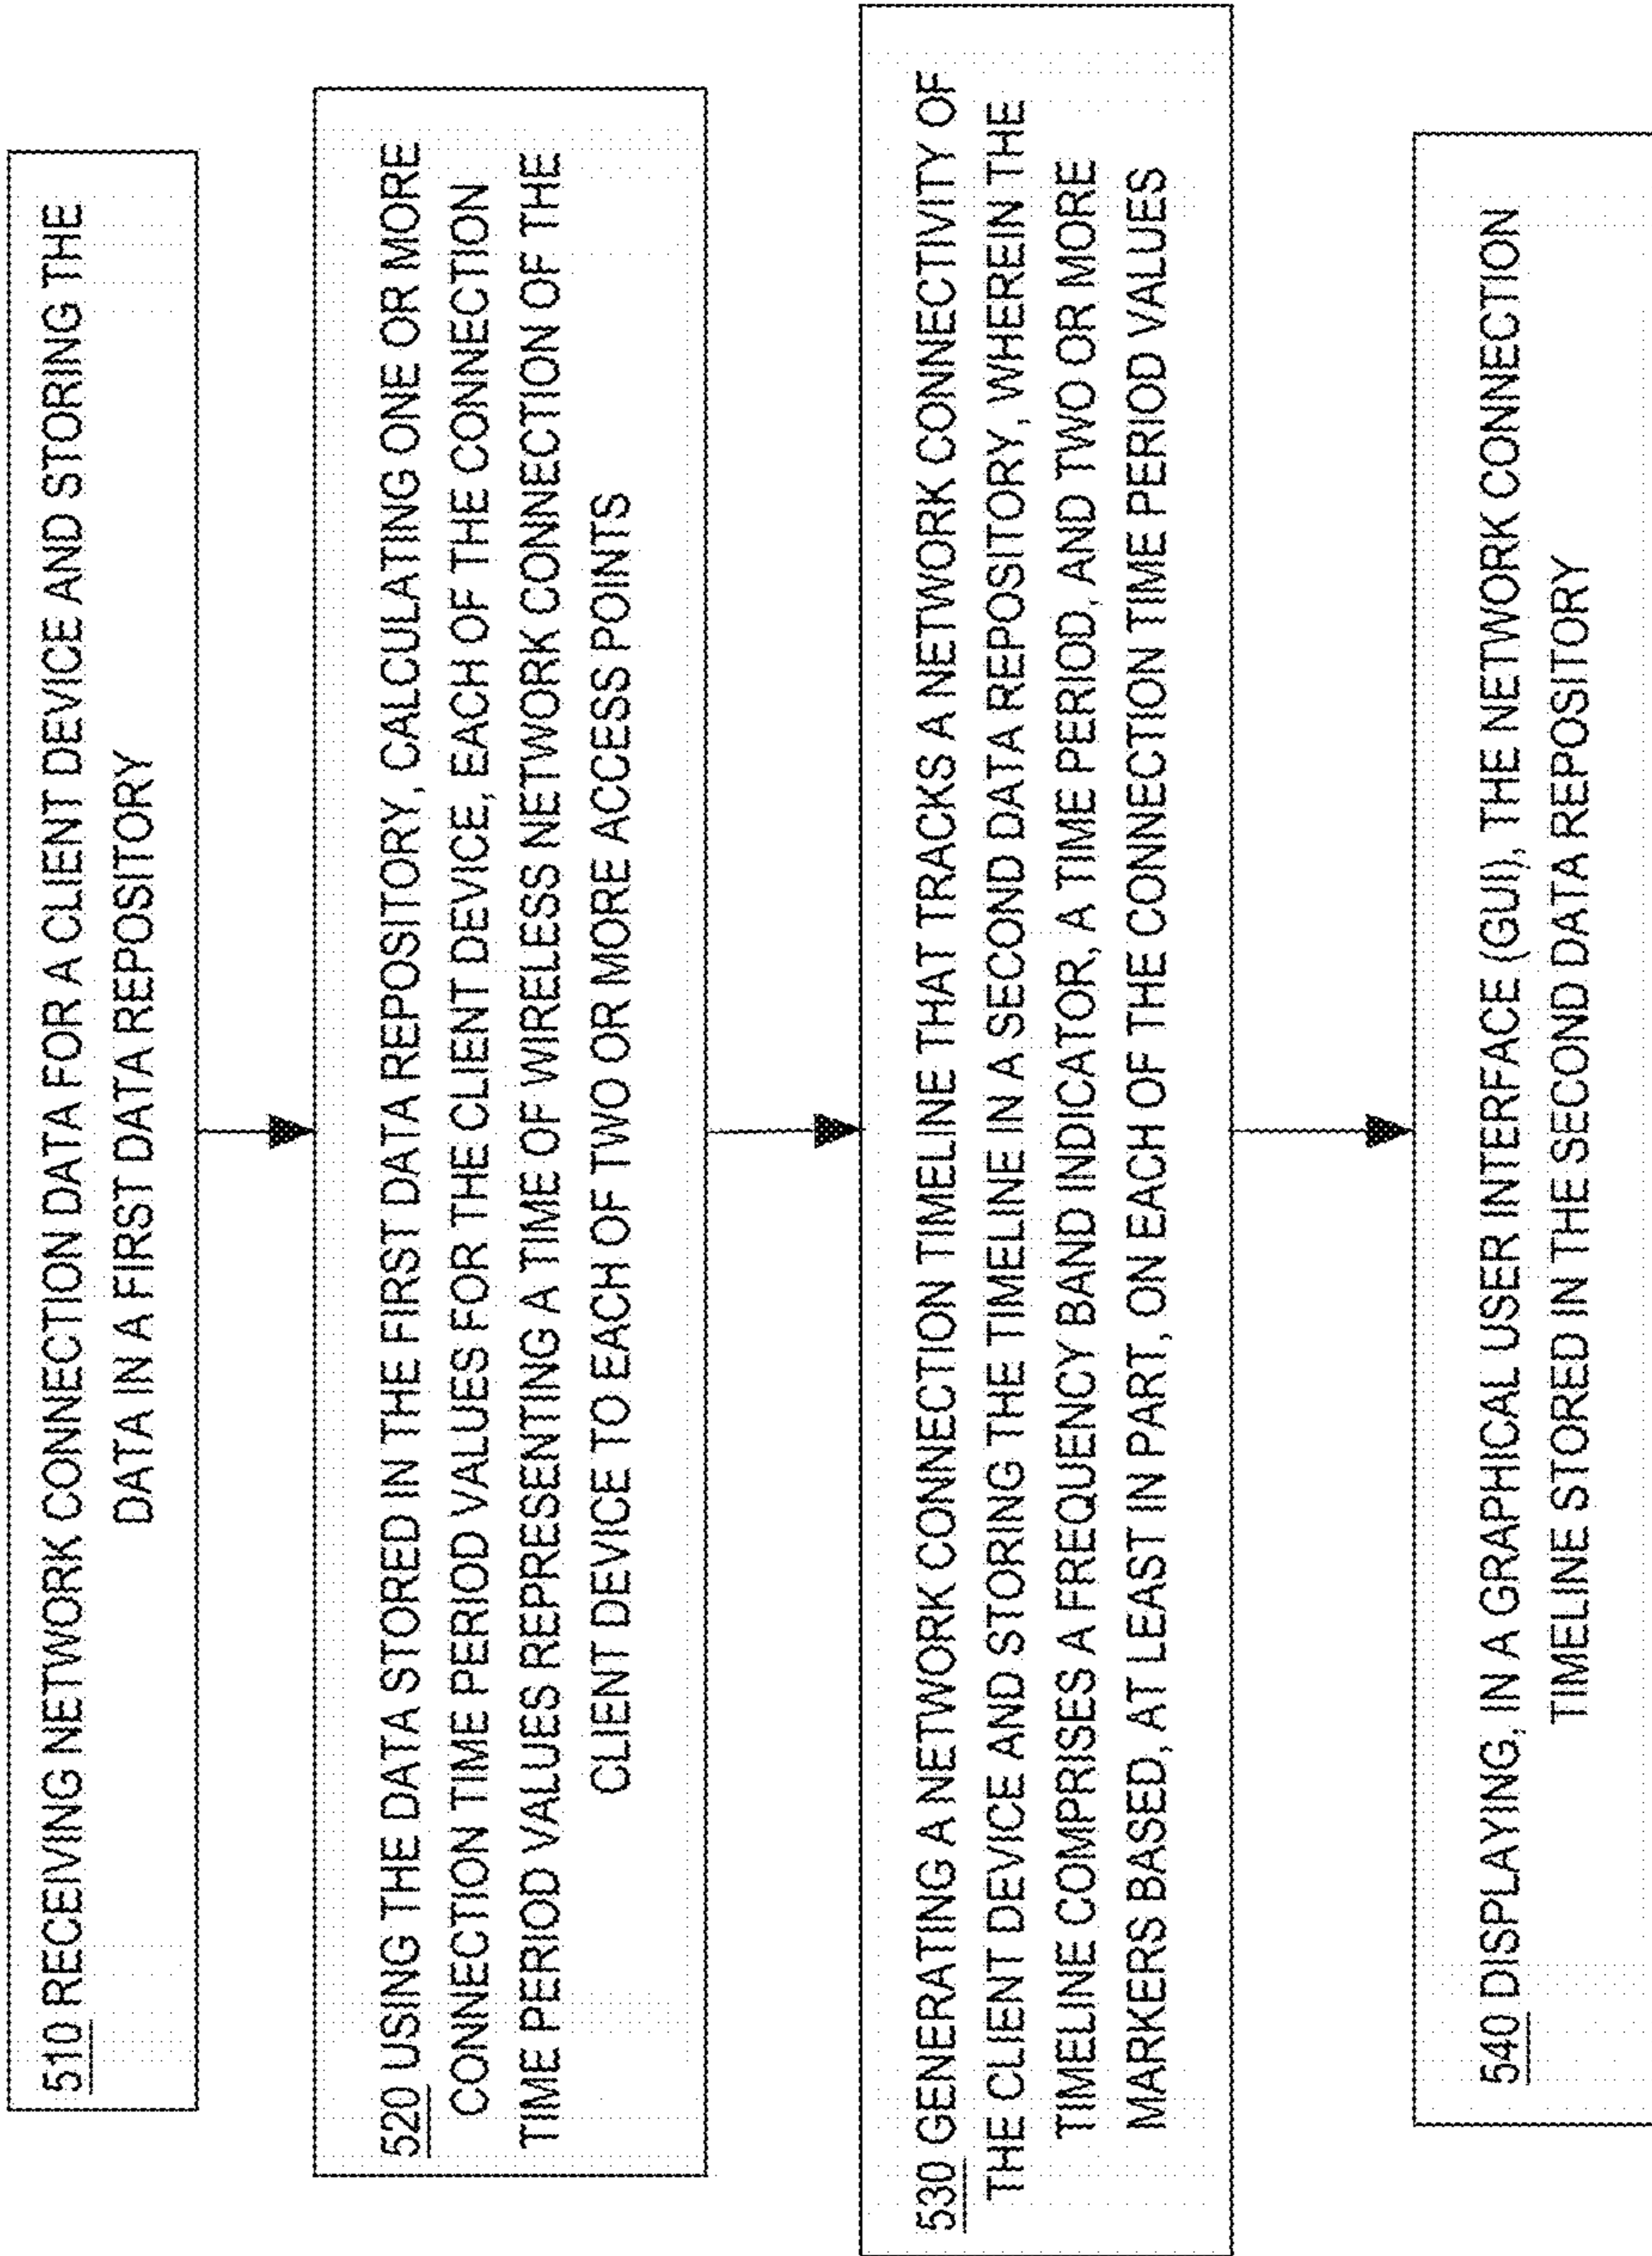 510 RECEIVING NETWORK CONNECTION DATA FOR A CLIENT DEVICE AND STORING THE
DATA IN A FIRST DATA REPOSITORY
520 USING THE DATA STORED IN THE FIRST DATA REPOSITORY, CALCULATING ONE OR MORE
CONNECTION TIME PERIOD VALUES FOR THE CLIENT DEVICE, EACH OF THE CONNECTION
TIME PERIOD VALUES REPRESENTING A TIME OF WIRELESS NETWORK CONNECTION OF THE
CLIENT DEVICE TO EACH OF TWO OR MORE ACCESS POINTS
530 GENERATING A NETWORK CONNECTION TIMELINE THAT TRACKS A NETWORK CONNECTIVITY OF
THE CLIENT DEVICE AND STORING THE TIMELINE IN A SECOND DATA REPOSITORY, WHEREIN THE
TIMELINE COMPRISES A FREQUENCY BAND INDICATOR, A TIME PERIOD, AND TWO OR MORE
MARKERS BASED, AT LEAST IN PART, ON EACH OF THE CONNECTION TIME PERIOD VALUES
540 DISPLAYING, IN A GRAPHICAL USER INTERFACE (GUI), THE NETWORK CONNECTION
TIMELINE STORED IN THE SECOND DATA REPOSITORY